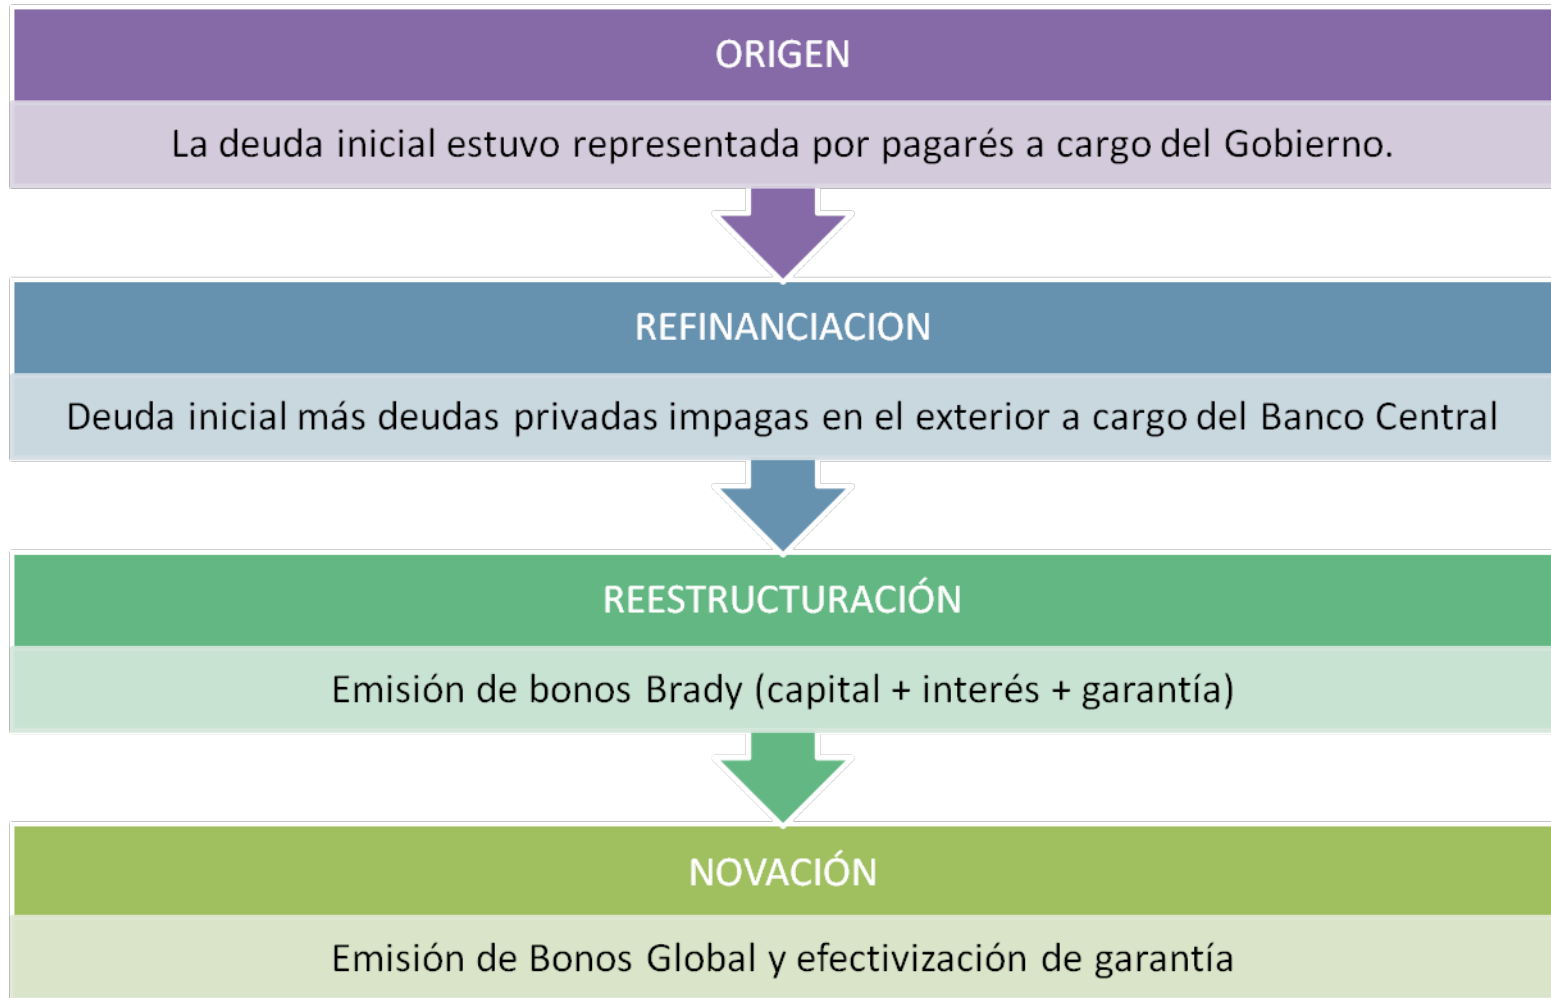 ORIGEN
La deuda inicial estuvo representada por pagarés a cargo del Gobierno.
REFINANCIACION
Deuda inicial más deudas privadas impagas en el exterior a cargo del Banco Central
REESTRUCTURACIÓN
Emisión de bonos Brady (capital + interés + garantía)
NOVACIÓN
Emisión de Bonos Global y efectivización de garantía